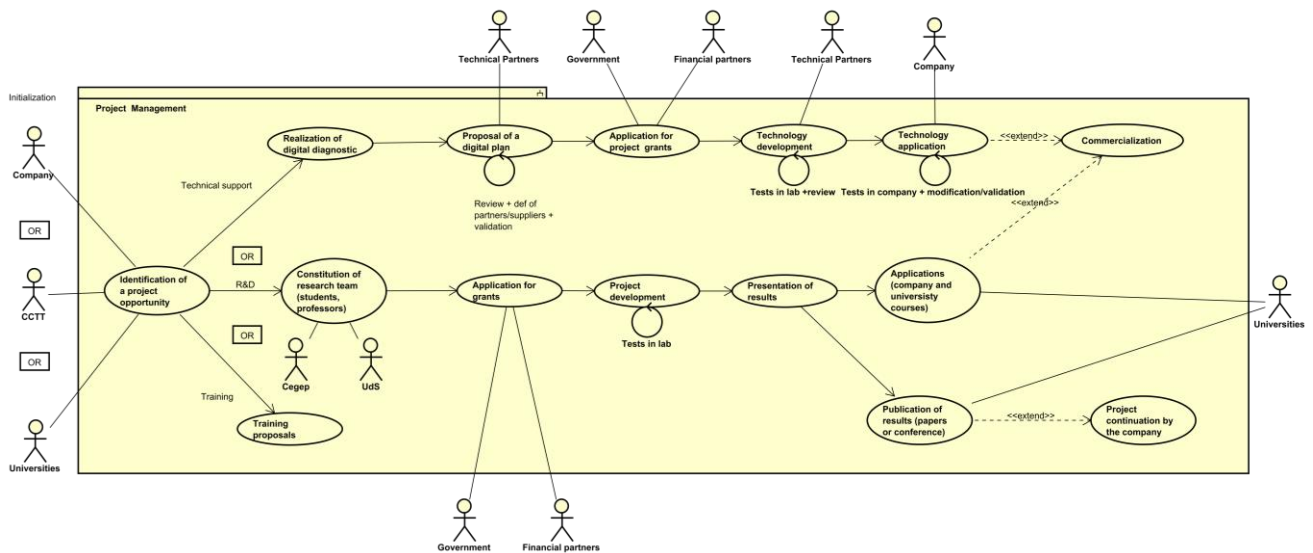 Technical Partners
Government
Financial partners
Technical Partners
Company
Initialization
Project Management
Company
Realization of
digital diagnostic
Proposal of a
digital plan
Application for
project grants
Technology
development
Technology
application
<<extend>>
Commercialization
Technical support
Review + def of
partners/suppliers +
validation
Tests in lab +review
Tests in company + modification/validation
<<extend>>
OR
OR
Identification of
a project
opportunity
R&D
Constitution of
research team
(students,
professors)
Application for
grants
Project
development
Presentation of
results
Applications
(company and
universisty
courses)
CCTT
Universities
OR
OR
Tests in lab
Cegep
UdS
Training
Training
proposals
Publication of
results (papers
or conference)
<<extend>>
Project
continuation by
the company
Universities
Government
Financial partners